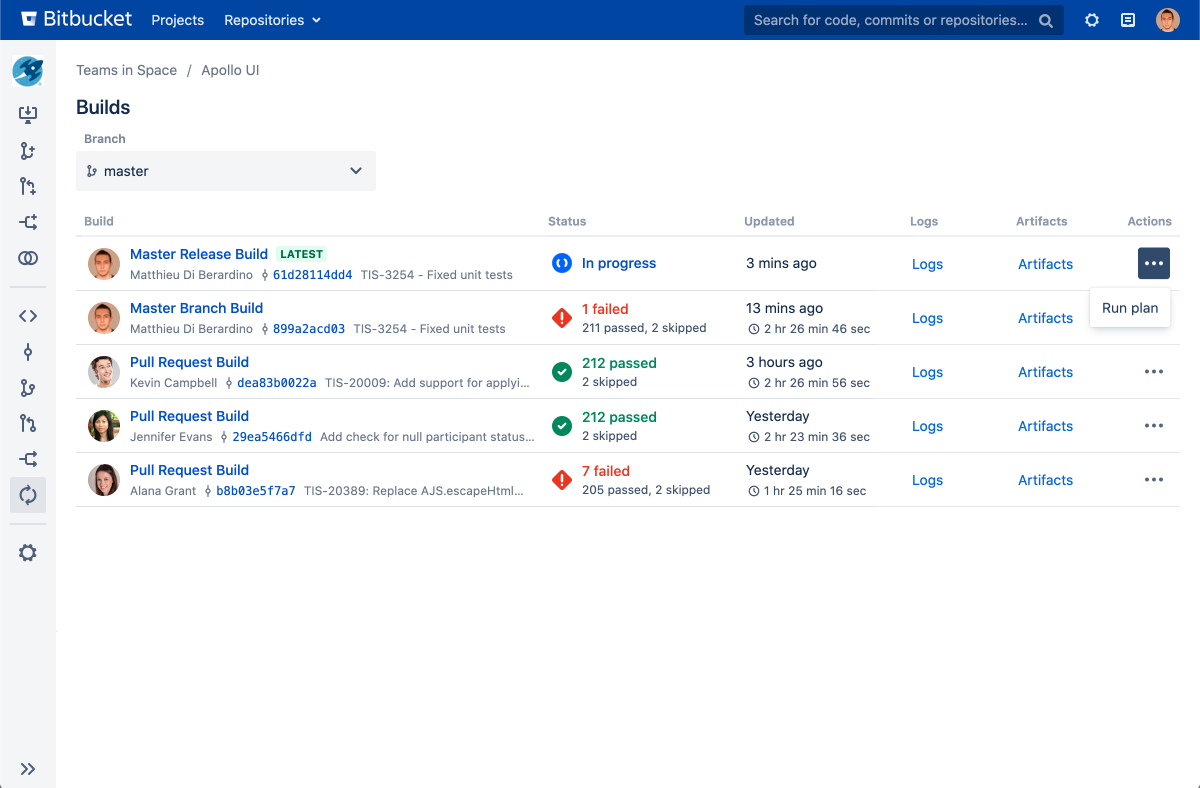 Bitbucket Projects Repositories Search for code, commits or repositories...
Teams in Space / Apollo UI
Builds
Branch
master
Build Status Updated Logs Artifacts Actions
Master Release Build LATEST
Matthieu Di Berardino 61d28114dd4 TIS-3254 - Fixed unit tests
In progress
3 mins ago
Logs
Artifacts
Run plan
Master Branch Build
Matthieu Di Berardino 899a2acd03 TIS-3254 - Fixed unit tests
1 failed
211 passed, 2 skipped
13 mins ago
2 hr 26 min 46 sec
Logs
Artifacts
Pull Request Build
Kevin Campbell dea83b0022a TIS-20009: Add support for applyi...
212 passed
2 skipped
3 hours ago
2 hr 26 min 56 sec
Logs
Artifacts
Pull Request Build
Jennifer Evans 29ea5466dfd Add check for null participant status...
212 passed
2 skipped
Yesterday
2 hr 23 min 36 sec
Logs
Artifacts
Pull Request Build
Alana Grant b8b03e5f7a7 TIS-20389: Replace AJS.escapeHtml...
7 failed
205 passed, 2 skipped
Yesterday
1 hr 25 min 16 sec
Logs
Artifacts